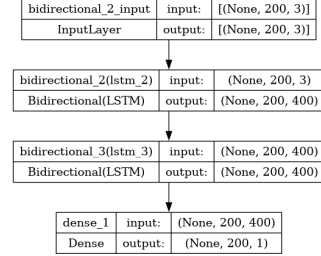 bidirectional_2_input input: [(None, 200, 3)]
InputLayer output: [(None, 200, 3)]
bidirectional_2(lstm_2) input: (None, 200, 3)
Bidirectional(LSTM) output: (None, 200, 400)
bidirectional_3(lstm_3) input: (None, 200, 400)
Bidirectional(LSTM) output: (None, 200, 400)
dense_1 input: (None, 200, 400)
Dense output: (None, 200, 1)